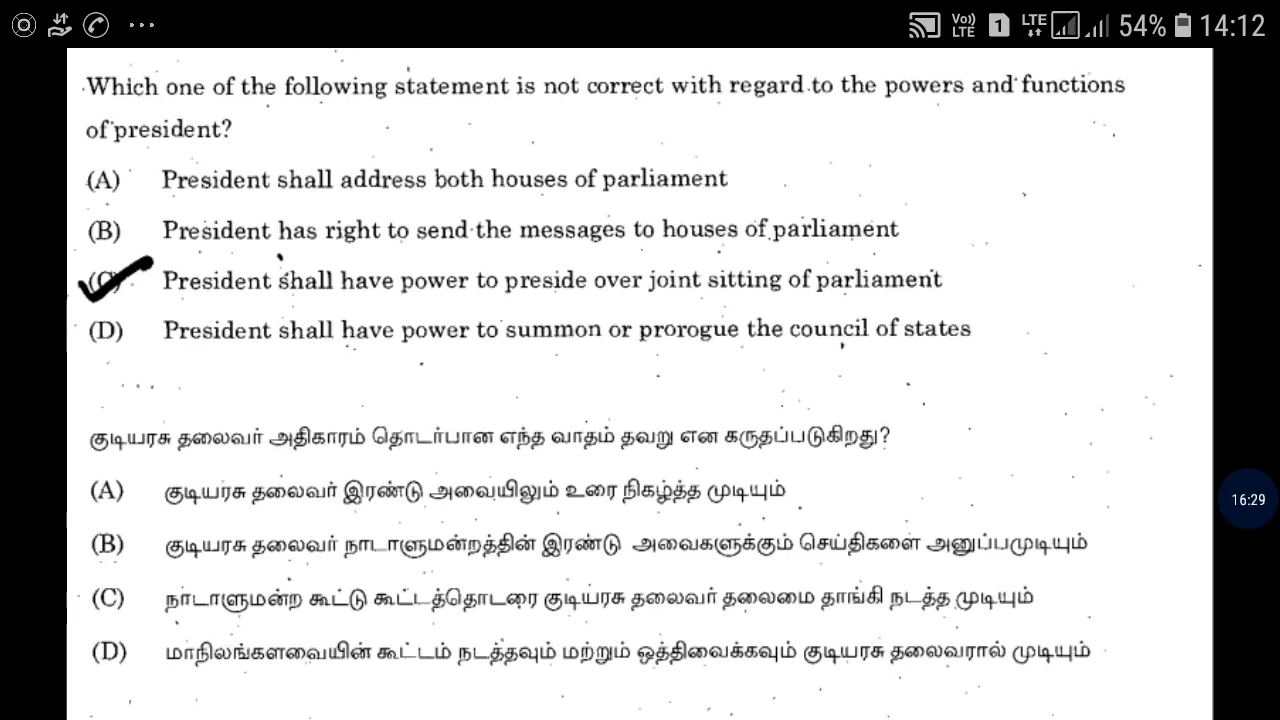 Vo)) LTE 1 LTE 54% 14:12
Which one of the following statement is not correct with regard to the powers and functions
of president?
(A) President shall address both houses of parliament
(B) President has right to send the messages to houses of parliament
(C) President shall have power to preside over joint sitting of parliament
(D) President shall have power to summon or prorogue the council of states
குடியரசு தலைவர் அதிகாரம் தொடர்பான எந்த வாதம் தவறு என கருதப்படுகிறது?
(A) குடியரசு தலைவர் இரண்டு அவையிலும் உரை நிகழ்த்த முடியும்
(B) குடியரசு தலைவர் நாடாளுமன்றத்தின் இரண்டு அவைகளுக்கும் செய்திகளை அனுப்பமுடியும்
16:29
(C) நாடாளுமன்ற கூட்டு கூட்டத்தொடரை குடியரசு தலைவர் தலைமை தாங்கி நடத்த முடியும்
(D) மாநிலங்களவையின் கூட்டம் நடத்தவும் மற்றும் ஒத்திவைக்கவும் குடியரசு தலைவரால் முடியும்